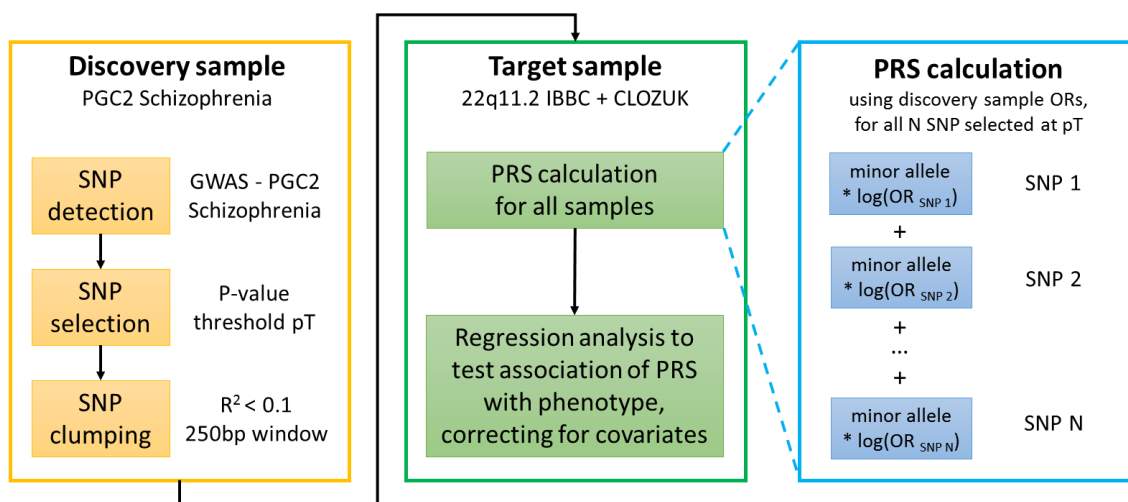 Discovery sample
PGC2 Schizophrenia
SNP
detection
GWAS - PGC2
Schizophrenia
SNP
selection
P-value
threshold pT
SNP
clumping
R² < 0.1
250bp window
Target sample
22q11.2 IBBC + CLOZUK
PRS calculation
for all samples
Regression analysis to
test association of PRS
with phenotype,
correcting for covariates
PRS calculation
using discovery sample ORs,
for all N SNP selected at pT
minor allele
* log(OR SNP 1)
SNP 1
+
minor allele
* log(OR SNP 2)
SNP 2
+
...
+
minor allele
* log(OR SNP N)
SNP N